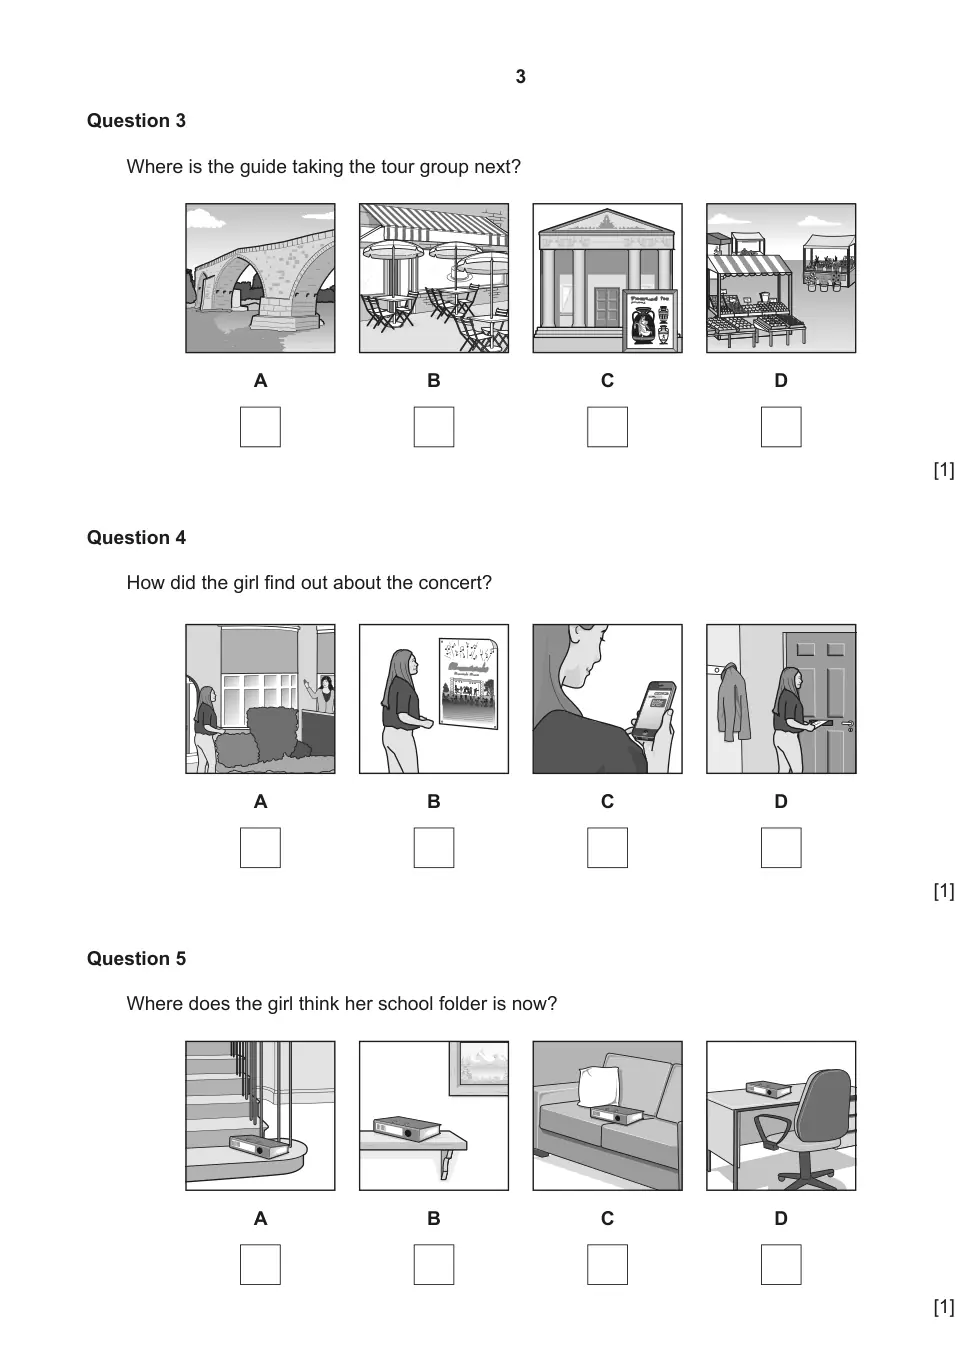 3
Question 3
Where is the guide taking the tour group next?
A B C D
[1]
Question 4
How did the girl find out about the concert?
A B C D
[1]
Question 5
Where does the girl think her school folder is now?
A B C D
[1]